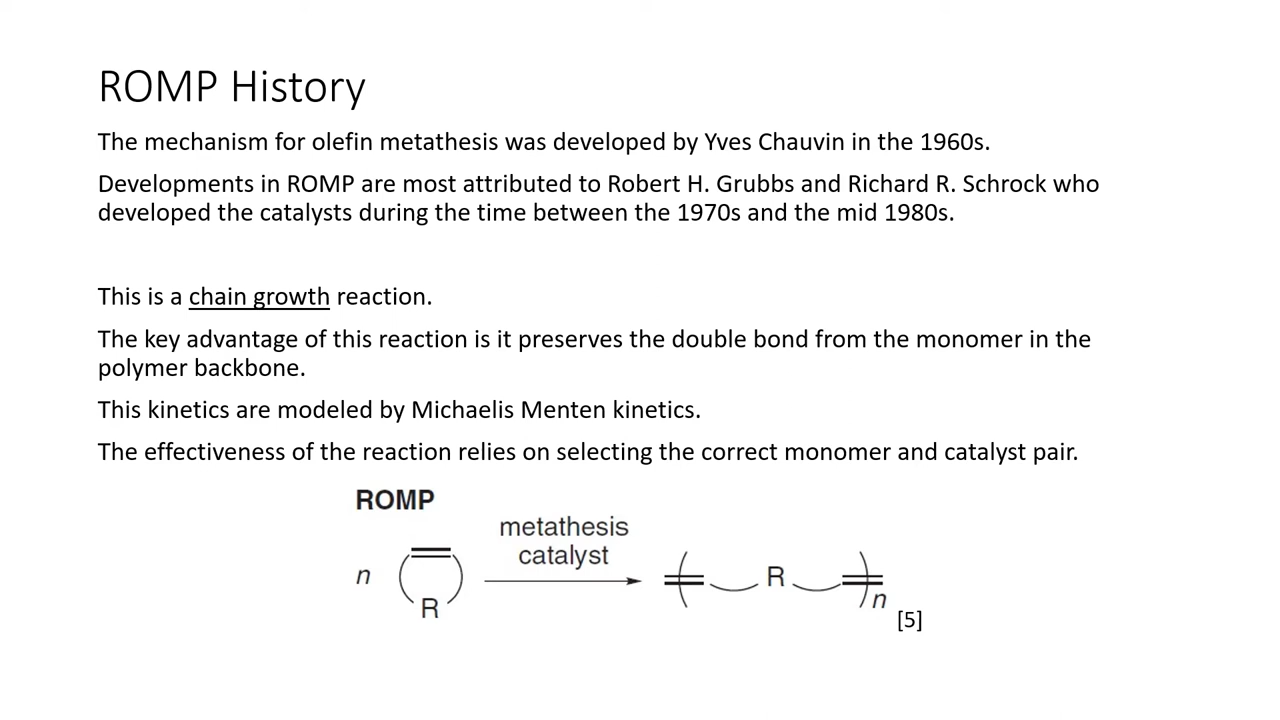 ROMP History
The mechanism for olefin metathesis was developed by Yves Chauvin in the 1960s.
Developments in ROMP are most attributed to Robert H. Grubbs and Richard R. Schrock who
developed the catalysts during the time between the 1970s and the mid 1980s.
This is a chain growth reaction.
The key advantage of this reaction is it preserves the double bond from the monomer in the
polymer backbone.
This kinetics are modeled by Michaelis Menten kinetics.
The effectiveness of the reaction relies on selecting the correct monomer and catalyst pair.
ROMP
metathesis
catalyst
n
R
R
n
[5]